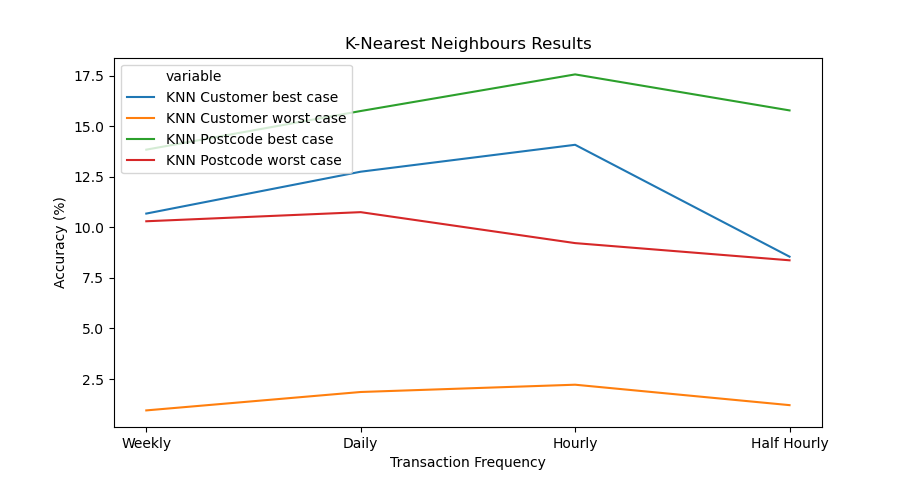 K-Nearest Neighbours Results
variable
KNN Customer best case
KNN Customer worst case
KNN Postcode best case
KNN Postcode worst case
17.5
15.0
12.5
10.0
7.5
5.0
2.5
Accuracy (%)
Weekly Daily Hourly Half Hourly
Transaction Frequency